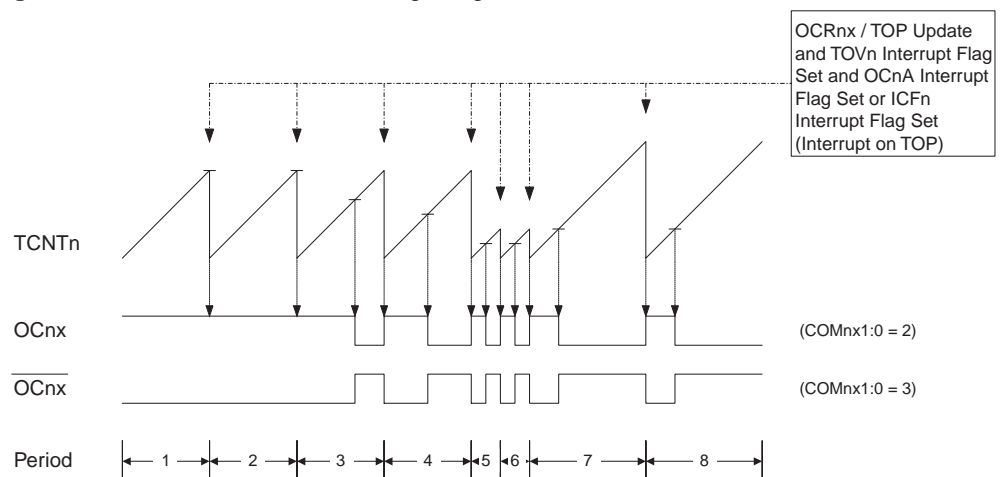 OCRnx / TOP Update
and TOVn Interrupt Flag
Set and OCnA Interrupt
Flag Set or ICFn
Interrupt Flag Set
(Interrupt on TOP)
TCNTn
OCnx
(COMnx1:0 = 2)
OCnx
(COMnx1:0 = 3)
Period
1
2
3
4
5
6
7
8